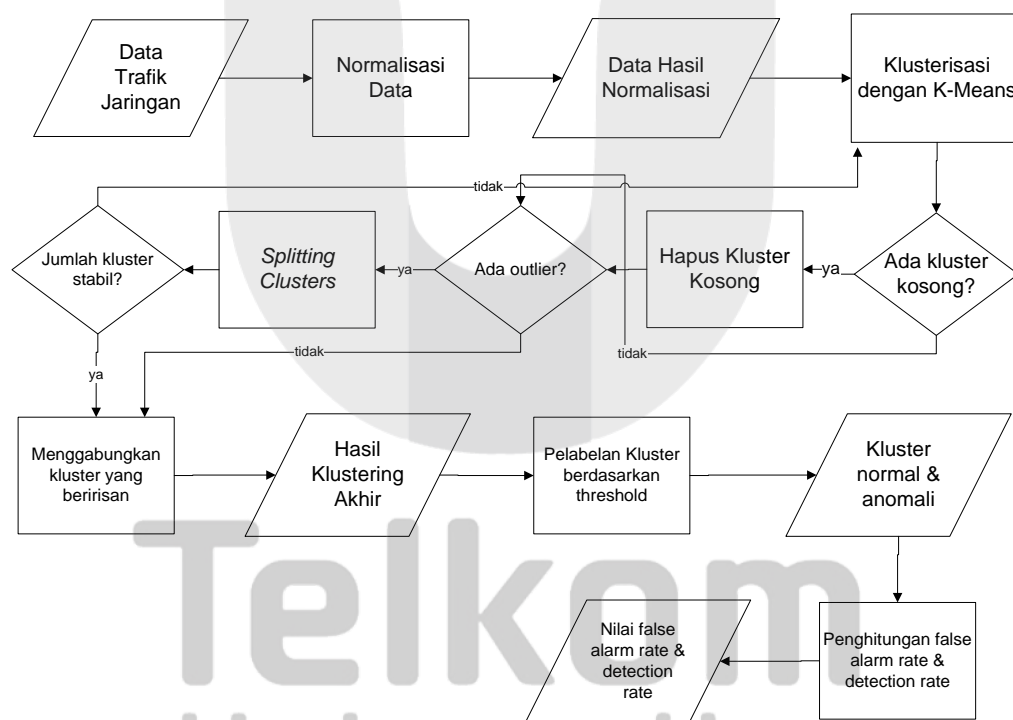 Data
Trafik
Jaringan
Normalisasi
Data
Data Hasil
Normalisasi
Klusterisasi
dengan K-Means
tidak
Jumlah kluster
stabil?
Splitting
Clusters
ya
Ada outlier?
Hapus Kluster
Kosong
ya
Ada kluster
kosong?
ya
tidak
tidak
Menggabungkan
kluster yang
beririsan
Hasil
Klustering
Akhir
Pelabelan Kluster
berdasarkan
threshold
Kluster
normal &
anomali
Telkom
Nilai false
alarm rate &
detection
rate
Penghitungan false
alarm rate &
detection rate